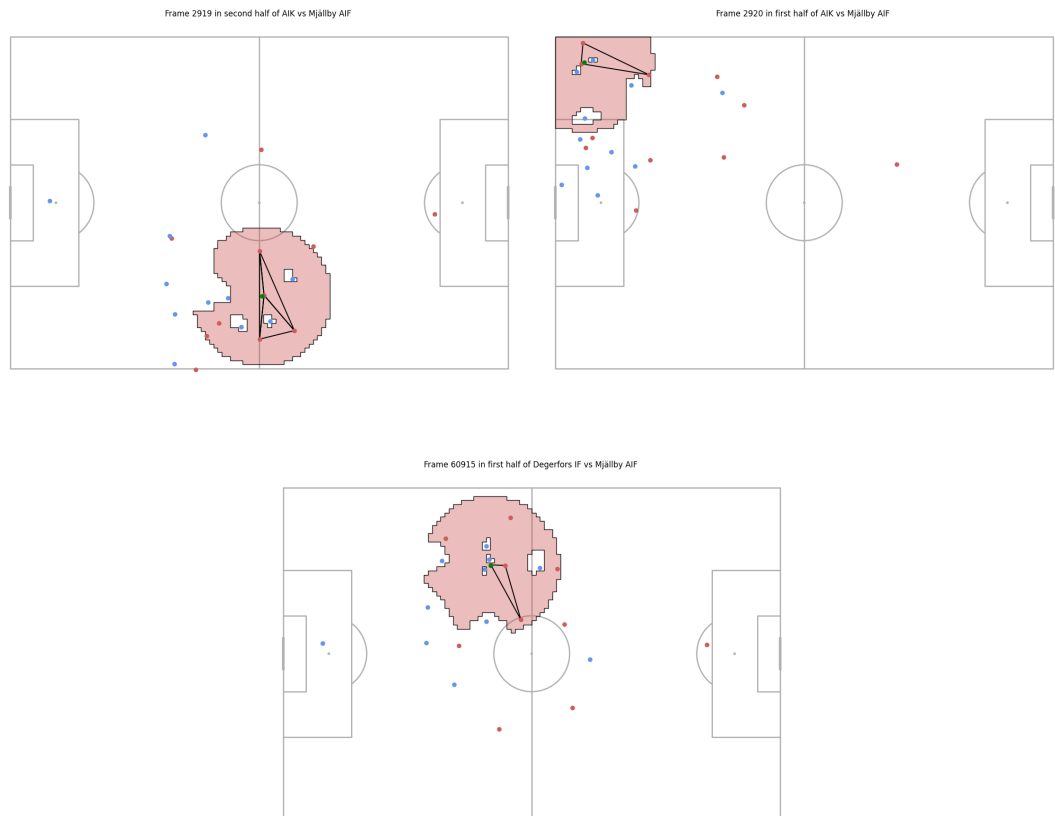 Frame 2919 in second half of AIK vs Mjällby AIF
Frame 2920 in first half of AIK vs Mjällby AIF
Frame 60915 in first half of Degerfors IF vs Mjällby AIF